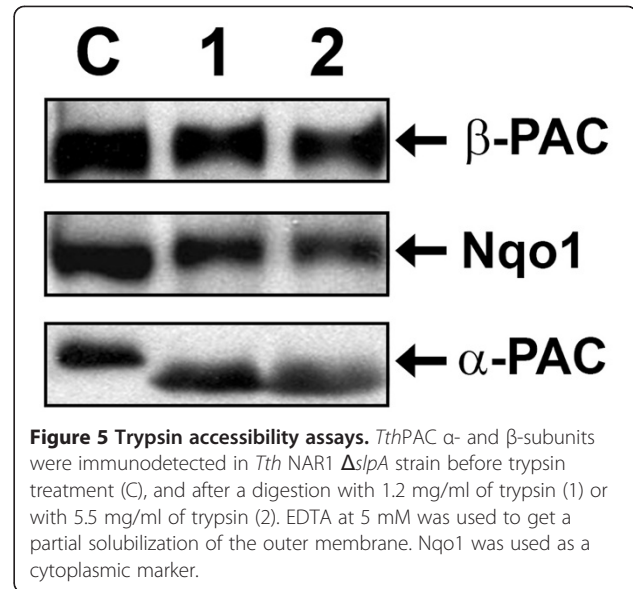 C 1 2
β-PAC
Nqo1
α-PAC
Figure 5 Trypsin accessibility assays. TthPAC α- and β-subunits
were immunodetected in Tth NAR1 ΔslpA strain before trypsin
treatment (C), and after a digestion with 1.2 mg/ml of trypsin (1) or
with 5.5 mg/ml of trypsin (2). EDTA at 5 mM was used to get a
partial solubilization of the outer membrane. Nqo1 was used as a
cytoplasmic marker.